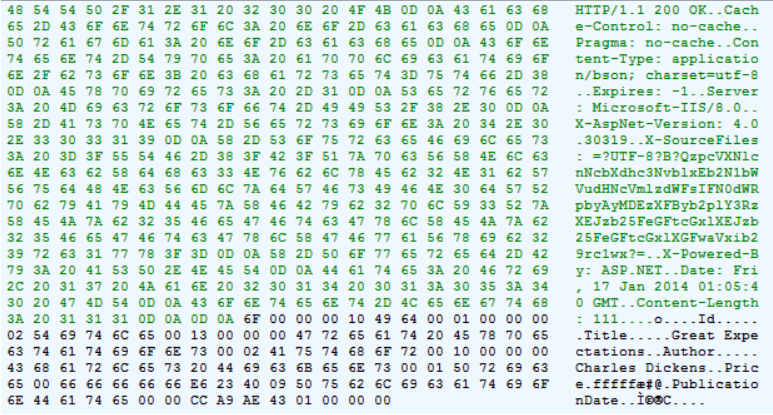 48 54 54 50 2F 31 2E 31 20 32 30 30 20 4F 4B 0D 0A 43 61 63 68 HTTP/1.1 200 OK..Cach
65 2D 43 6F 6E 74 72 6F 6C 3A 20 6E 6F 2D 63 61 63 68 65 0D 0A e-Control: no-cache..
50 72 61 67 6D 61 3A 20 6E 6F 2D 63 61 63 68 65 0D 0A 43 6F 6E Pragma: no-cache..Con
74 65 6E 74 2D 54 79 70 65 3A 20 61 70 70 6C 69 63 61 74 69 6F tent-Type: applicatio
6E 2F 62 73 6F 6E 3B 20 63 68 61 72 73 65 74 3D 75 74 66 2D 38 n/bson; charset=utf-8
0D 0A 45 78 70 69 72 65 73 3A 20 2D 31 0D 0A 53 65 72 76 65 72 ..Expires: -1..Server
3A 20 4D 69 63 72 6F 73 6F 66 74 2D 49 49 53 2F 38 2E 30 0D 0A : Microsoft-IIS/8.0..
58 2D 41 73 70 4E 65 74 2D 56 65 72 73 69 6F 6E 3A 20 34 2E 30 X-AspNet-Version: 4.0
2E 33 30 33 31 39 0D 0A 58 2D 53 6F 75 72 63 65 46 69 6C 65 73 .30319..X-SourceFiles
3A 20 3D 3F 55 54 46 2D 38 3F 42 3F 51 7A 70 63 56 58 4E 6C 63 : =?UTF-8?B?QzpcVXNlc
6E 4E 63 62 58 64 68 63 33 4E 76 62 6C 78 45 62 32 4E 31 62 57 nNcbXdhc3NvblxEb2N1bW
56 75 64 48 4E 63 56 6D 6C 7A 64 57 46 73 49 46 4E 30 64 57 52 VudHNcVmlzdWFsIFN0dWR
70 62 79 41 79 4D 44 45 7A 58 46 42 79 62 32 70 6C 59 33 52 7A pbyAyMDEzXFByb2plY3Rz
58 45 4A 7A 62 32 35 46 65 47 46 74 63 47 78 6C 58 45 4A 7A 62 XEJzb25FeGFtcGxlXEJzb
32 35 46 65 47 46 74 63 47 78 6C 58 47 46 77 61 56 78 69 62 32 25FeGFtcGxlXGFwaVxib2
39 72 63 31 77 78 3F 3D 0D 0A 58 2D 50 6F 77 65 72 65 64 2D 42 9rc1wx?=..X-Powered-B
79 3A 20 41 53 50 2E 4E 45 54 0D 0A 44 61 74 65 3A 20 46 72 69 y: ASP.NET..Date: Fri
2C 20 31 37 20 4A 61 6E 20 32 30 31 34 20 30 31 3A 30 35 3A 34 , 17 Jan 2014 01:05:4
30 20 47 4D 54 0D 0A 43 6F 6E 74 65 6E 74 2D 4C 65 6E 67 74 68 0 GMT..Content-Length
3A 20 31 31 31 0D 0A 0D 0A 6F 00 00 00 10 49 64 00 01 00 00 00 : 111....o....Id.....
02 54 69 74 6C 65 00 13 00 00 00 47 72 65 61 74 20 45 78 70 65 .Title.....Great Expe
63 74 61 74 69 6F 6E 73 00 02 41 75 74 68 6F 72 00 10 00 00 00 ctations..Author.....
43 68 61 72 6C 65 73 20 44 69 63 6B 65 6E 73 00 01 50 72 69 63 Charles Dickens..Pric
65 00 66 66 66 66 66 E6 23 40 09 50 75 62 6C 69 63 61 74 69 6F e.fffffæ#@.Publicatio
6E 44 61 74 65 00 00 CC A9 AE 43 01 00 00 00 nDate..Ì©®C....